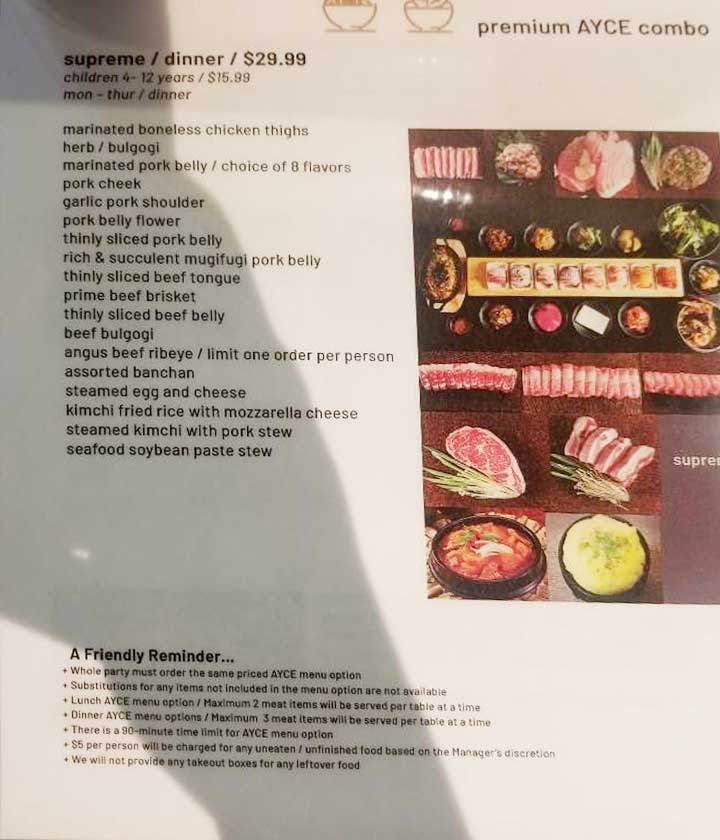 premium AYCE combo
supreme / dinner / $29.99
children 4- 12 years / $15.99
mon - thur / dinner
marinated boneless chicken thighs
herb / bulgogi
marinated pork belly / choice of 8 flavors
pork cheek
garlic pork shoulder
pork belly flower
thinly sliced pork belly
rich & succulent mugifugi pork belly
thinly sliced beef tongue
prime beef brisket
thinly sliced beef belly
beef bulgogi
angus beef ribeye / limit one order per person
assorted banchan
steamed egg and cheese
kimchi fried rice with mozzarella cheese
steamed kimchi with pork stew
seafood soybean paste stew
A Friendly Reminder...
+ Whole party must order the same priced AYCE menu option
+ Substitutions for any items not included in the menu option are not available
+ Lunch AYCE menu option / Maximum 2 meat items will be served per table at a time
+ Dinner AYCE menu options / Maximum 3 meat items will be served per table at a time
+ There is a 90-minute time limit for AYCE menu option
+ $5 per person will be charged for any uneaten / unfinished food based on the Manager's discretion
+ We will not provide any takeout boxes for any leftover food